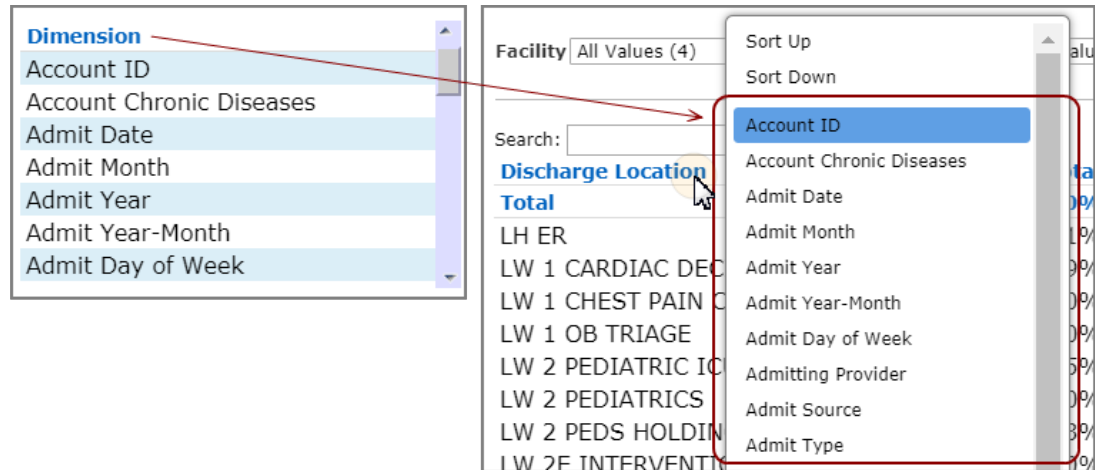 Dimension
Account ID
Account Chronic Diseases
Admit Date
Admit Month
Admit Year
Admit Year-Month
Admit Day of Week
Facility All Values (4)
Search:
Discharge Location
Total
LH ER
LW 1 CARDIAC DEC
LW 1 CHEST PAIN C
LW 1 OB TRIAGE
LW 2 PEDIATRIC IC
LW 2 PEDIATRICS
LW 2 PEDS HOLDIN
LW 2E INTERVENTI
Sort Up
Sort Down
Account ID
Account Chronic Diseases
Admit Date
Admit Month
Admit Year
Admit Year-Month
Admit Day of Week
Admitting Provider
Admit Source
Admit Type